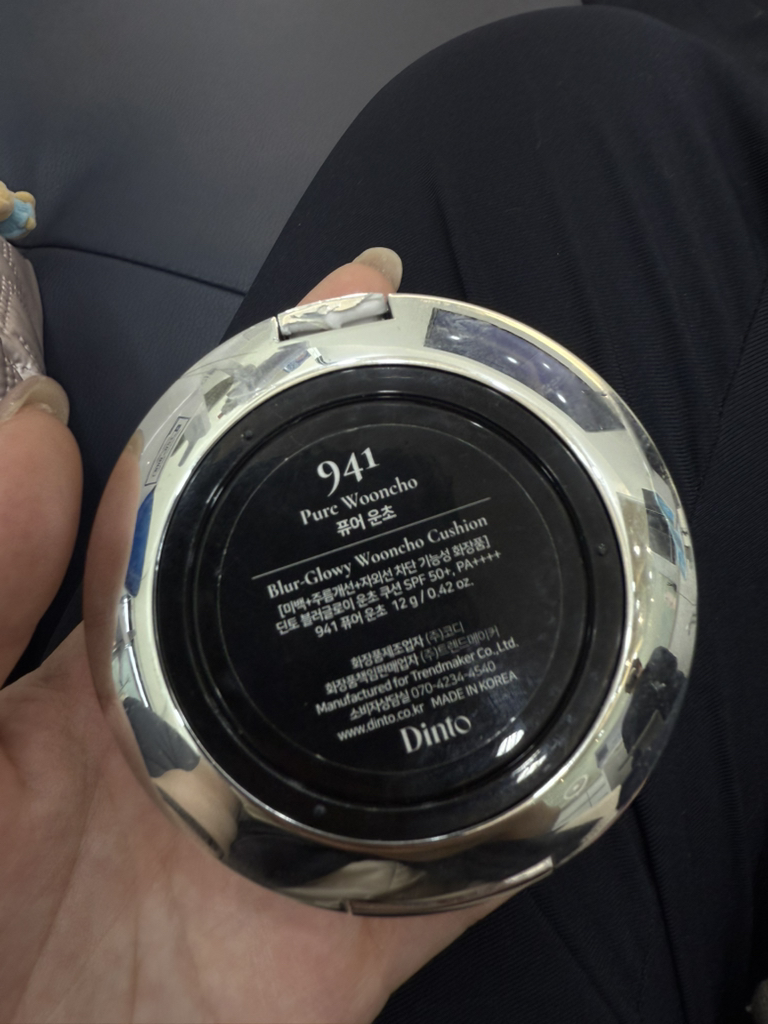 941
Pure Wooncho
퓨어 운초
Blur-Glowy Wooncho Cushion
[미백+주름개선+자외선 차단 기능성 화장품]
딘토 블러글로이 운초 쿠션 SPF 50+, PA++++
941 퓨어 운초 12 g / 0.42 oz.
화장품제조업자 (주)코디
화장품책임판매업자 (주)트렌드메이커
Manufactured for Trendmaker Co., Ltd.
소비자상담실 070-4234-4540
www.dinto.co.kr MADE IN KOREA
Dinto